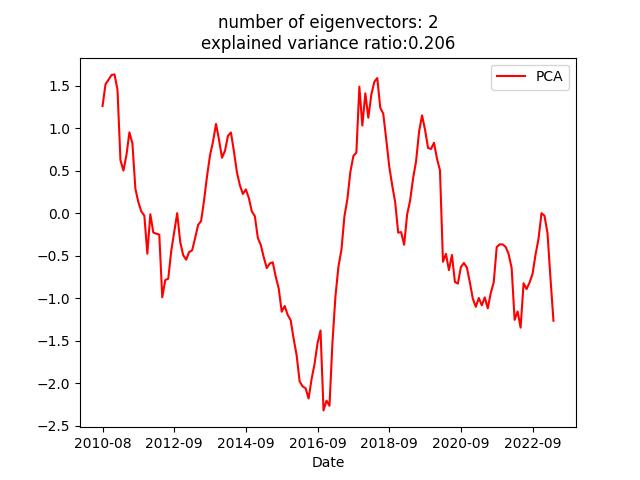 number of eigenvectors: 2
explained variance ratio:0.206
PCA
1.5
1.0
0.5
0.0
−0.5
−1.0
−1.5
−2.0
−2.5
2010-08 2012-09 2014-09 2016-09 2018-09 2020-09 2022-09
Date